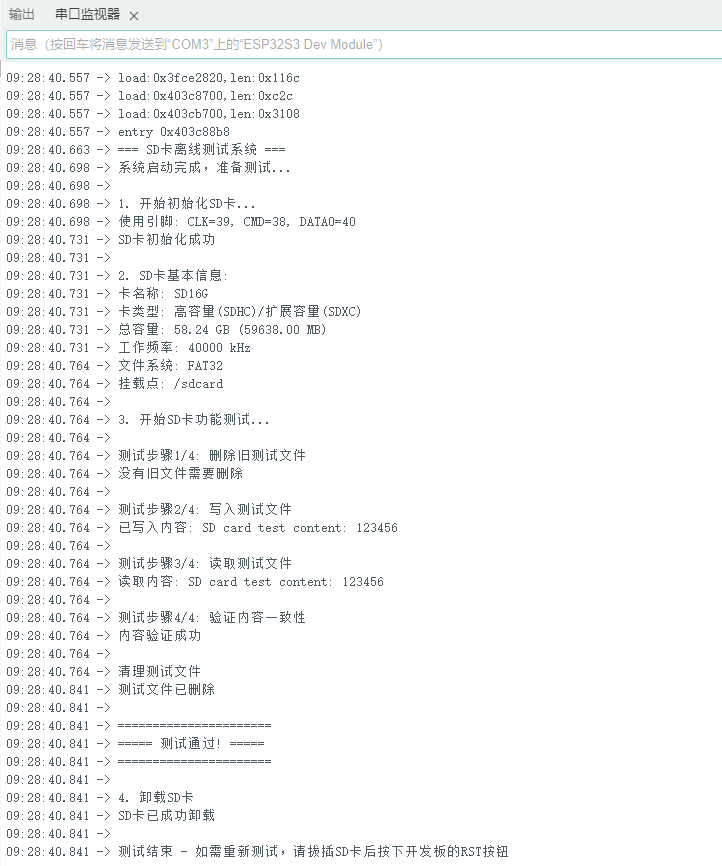 输出 串口监视器 ×
消息（按回车将消息发送到“COM3”上的“ESP32S3 Dev Module”）
09:28:40.557 -> load:0x3fce2820,len:0x116c
09:28:40.557 -> load:0x403c8700,len:0xc2c
09:28:40.557 -> load:0x403cb700,len:0x3108
09:28:40.557 -> entry 0x403c88b8
09:28:40.663 -> === SD卡离线测试系统 ===
09:28:40.698 -> 系统启动完成，准备测试...
09:28:40.698 ->
09:28:40.698 -> 1. 开始初始化SD卡...
09:28:40.698 -> 使用引脚: CLK=39, CMD=38, DATA0=40
09:28:40.731 -> SD卡初始化成功
09:28:40.731 ->
09:28:40.731 -> 2. SD卡基本信息:
09:28:40.731 -> 卡名称: SD16G
09:28:40.731 -> 卡类型: 高容量(SDHC)/扩展容量(SDXC)
09:28:40.731 -> 总容量: 58.24 GB (59638.00 MB)
09:28:40.731 -> 工作频率: 40000 kHz
09:28:40.764 -> 文件系统: FAT32
09:28:40.764 -> 挂载点: /sdcard
09:28:40.764 ->
09:28:40.764 -> 3. 开始SD卡功能测试...
09:28:40.764 ->
09:28:40.764 -> 测试步骤1/4: 删除旧测试文件
09:28:40.764 -> 没有旧文件需要删除
09:28:40.764 ->
09:28:40.764 -> 测试步骤2/4: 写入测试文件
09:28:40.764 -> 已写入内容: SD card test content: 123456
09:28:40.764 ->
09:28:40.764 -> 测试步骤3/4: 读取测试文件
09:28:40.764 -> 读取内容: SD card test content: 123456
09:28:40.764 ->
09:28:40.764 -> 测试步骤4/4: 验证内容一致性
09:28:40.764 -> 内容验证成功
09:28:40.764 ->
09:28:40.764 -> 清理测试文件
09:28:40.841 -> 测试文件已删除
09:28:40.841 ->
09:28:40.841 -> ======================
09:28:40.841 -> ===== 测试通过! =====
09:28:40.841 -> ======================
09:28:40.841 ->
09:28:40.841 -> 4. 卸载SD卡
09:28:40.841 -> SD卡已成功卸载
09:28:40.841 ->
09:28:40.841 -> 测试结束 - 如需重新测试，请拔插SD卡后按下开发板的RST按钮